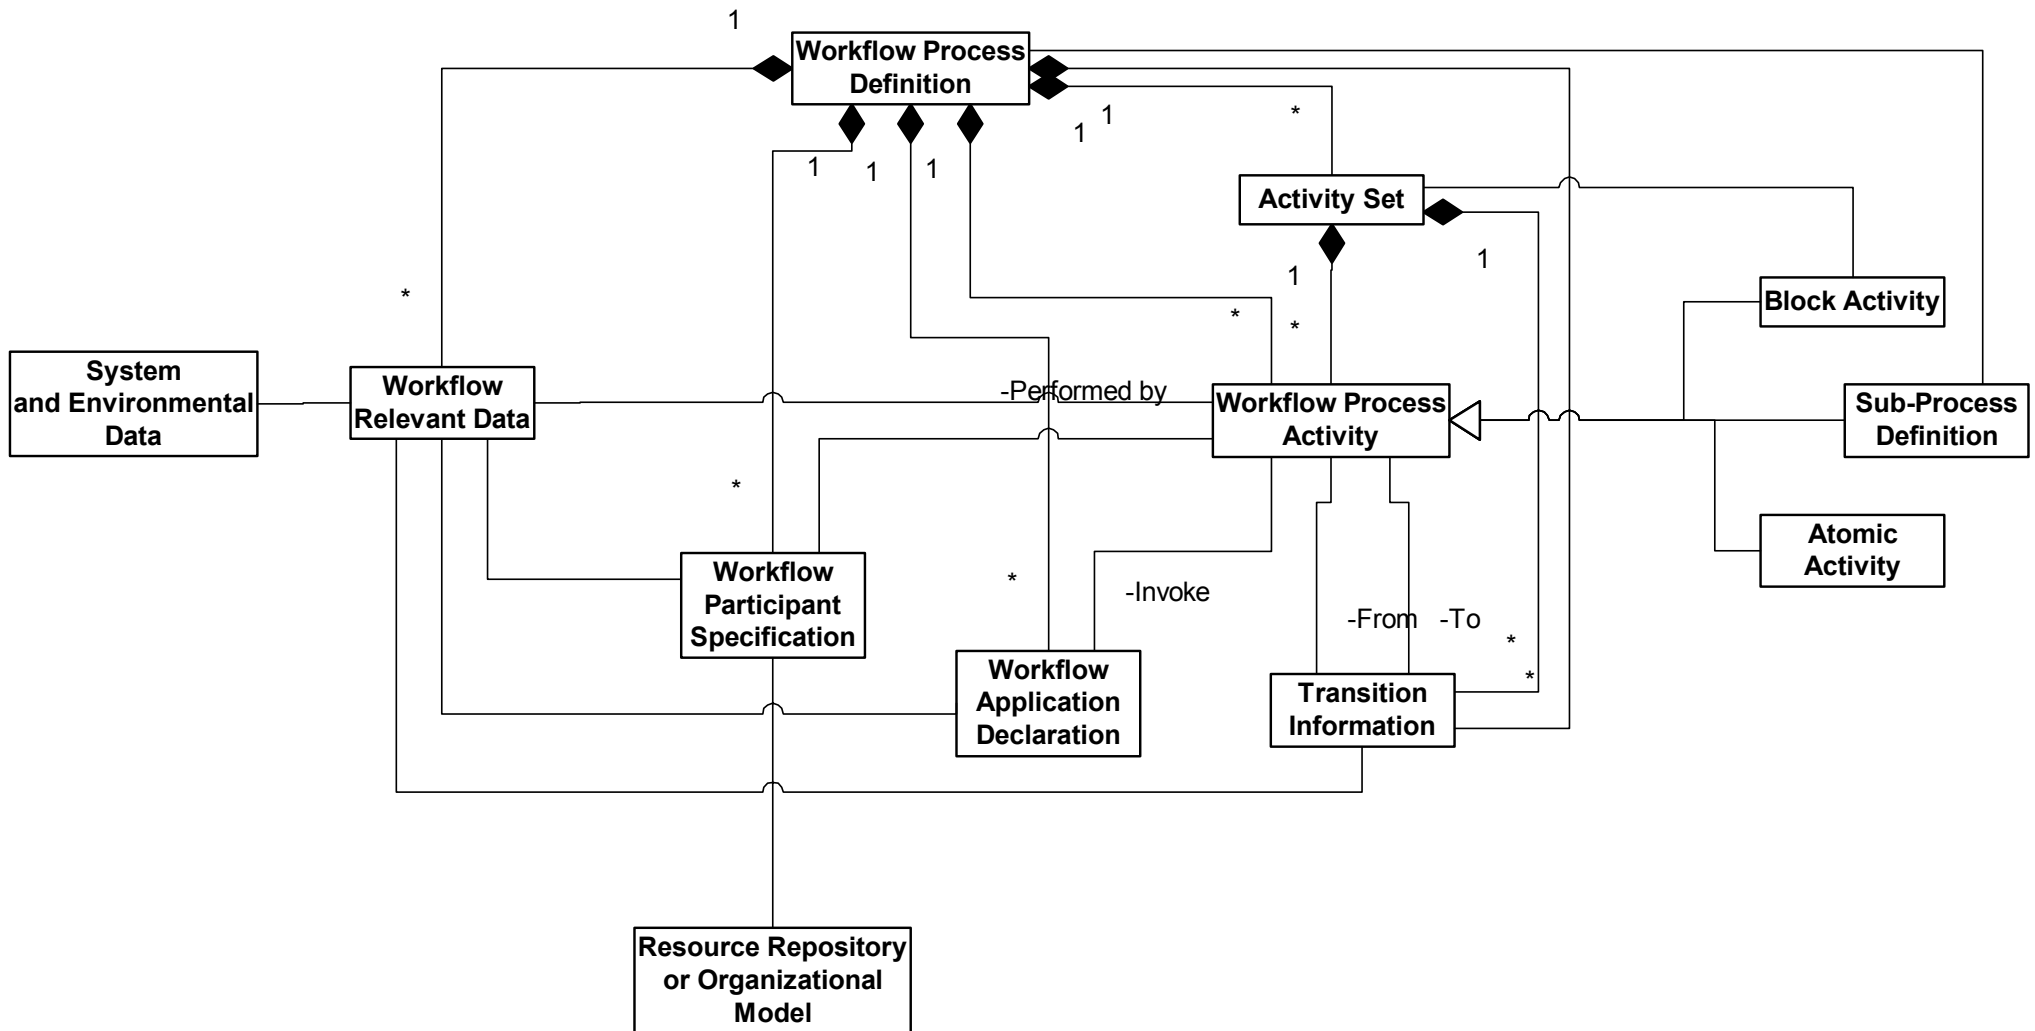 1
Workflow Process
Definition
1
*
1
1
1
1
Activity Set
1
1
*
*
*
Block Activity
System
and Environmental
Data
Workflow
Relevant Data
-Performed by
Workflow Process
Activity
Sub-Process
Definition
*
Atomic
Activity
Workflow
Participant
Specification
*
-Invoke
-From
-To
*
*
Workflow
Application
Declaration
Transition
Information
Resource Repository
or Organizational
Model